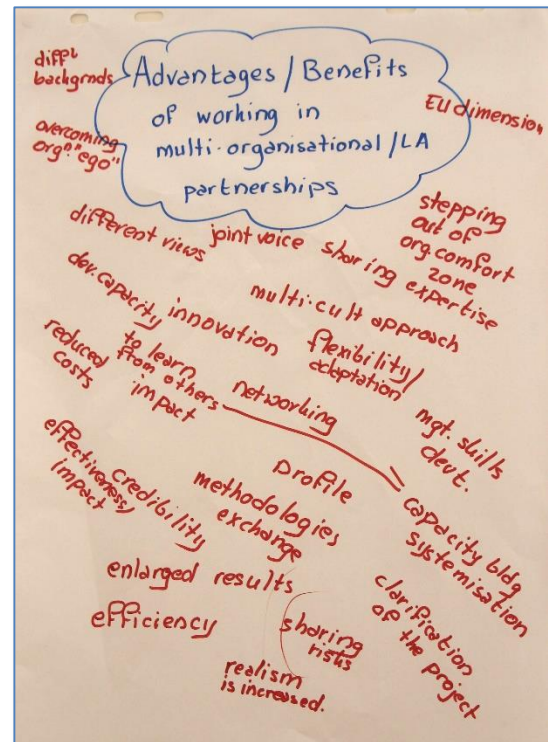 Advantages / Benefits
of working in
multi-organisational / LA
partnerships
diffᵗ
backgrnds
EU dimension
overcoming
orgⁿ "ego"
stepping
out of
org. comfort
zone
different views
joint voice
sharing expertise
dev. capacity
innovation
multi-cult approach
flexibility/
adaptation
reduced
costs
to learn
from others
impact
networking
mgt. skills
devt.
profile
effectiveness/
impact
credibility
methodologies
exchange
capacity bldg
systemisation
enlarged results
clarification
of the project
efficiency
sharing
risks
realism
is increased.